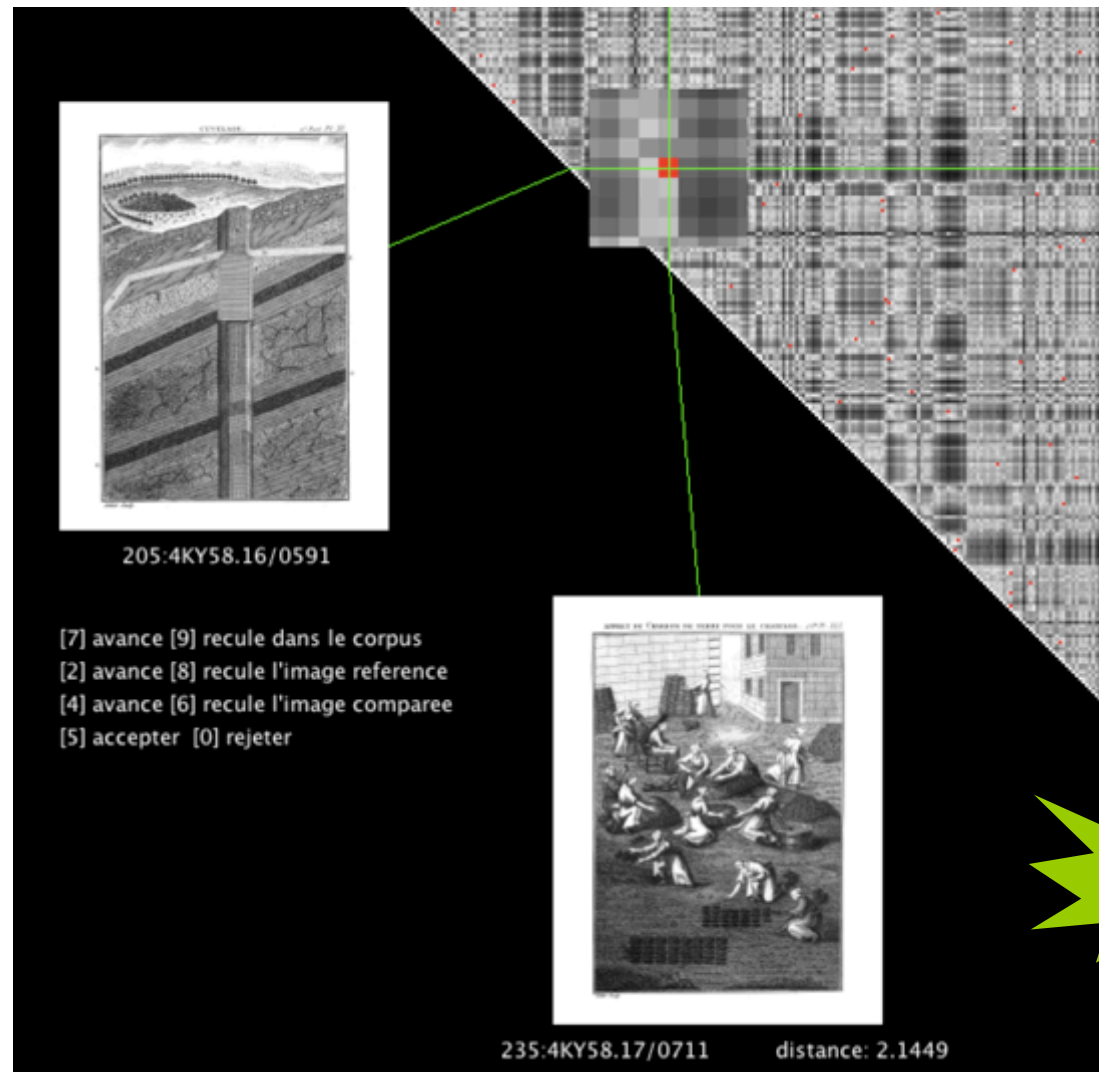 CUVELAGE.
205:4KY58.16/0591
[7] avance [9] recule dans le corpus
[2] avance [8] recule l'image reference
[4] avance [6] recule l'image comparee
[5] accepter [0] rejeter
235:4KY58.17/0711 distance: 2.1449